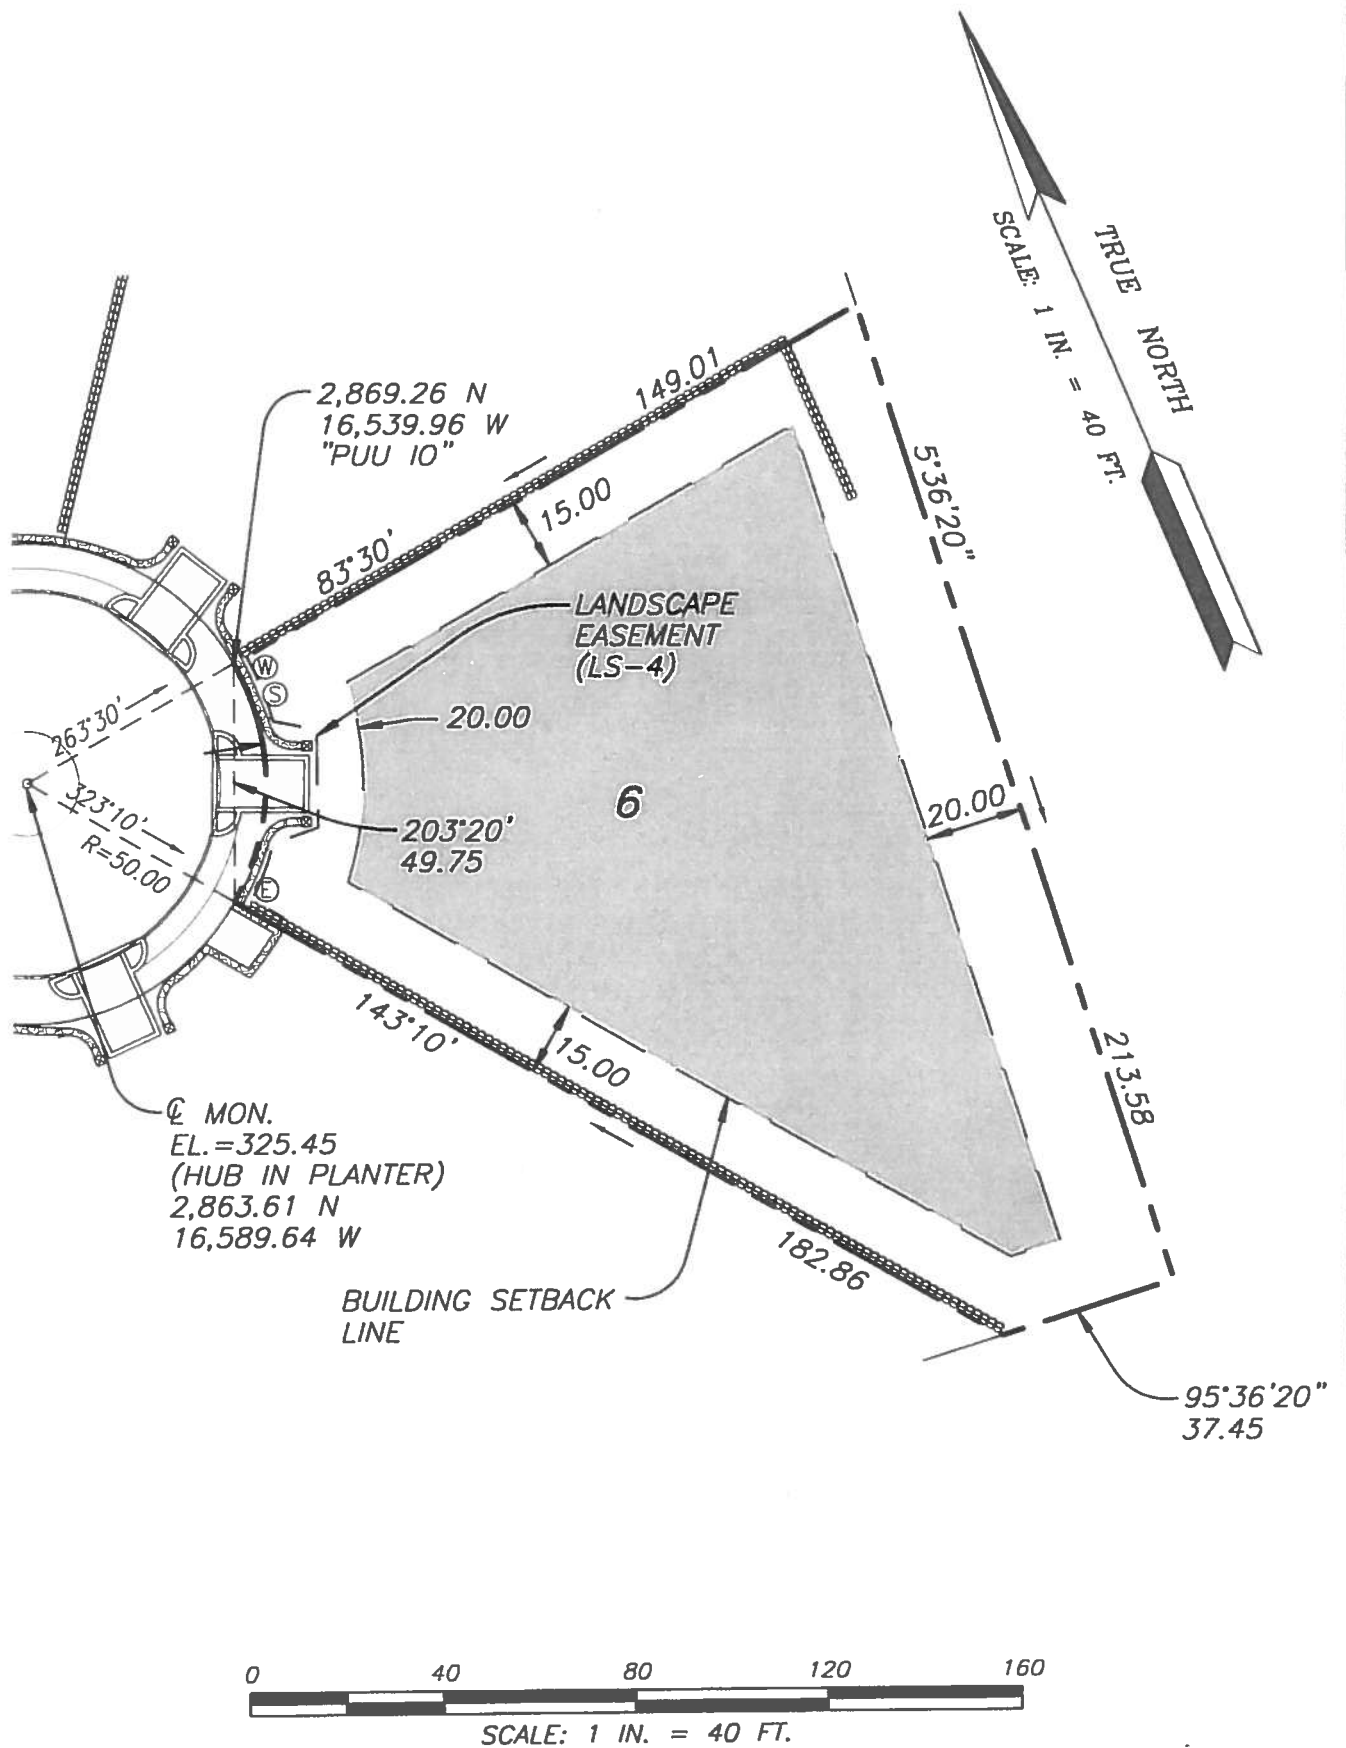 TRUE NORTH
SCALE: 1 IN. = 40 FT.
2,869.26 N
16,539.96 W
"PUU IO"
149.01
83°30'
15.00
5°36'20"
LANDSCAPE
EASEMENT
(LS-4)
W
S
20.00
263°30'
6
323°10'
R=50.00
203°20'
49.75
20.00
E
143°10'
15.00
213.58
℄ MON.
EL.=325.45
(HUB IN PLANTER)
2,863.61 N
16,589.64 W
182.86
BUILDING SETBACK
LINE
95°36'20"
37.45
0 40 80 120 160
SCALE: 1 IN. = 40 FT.